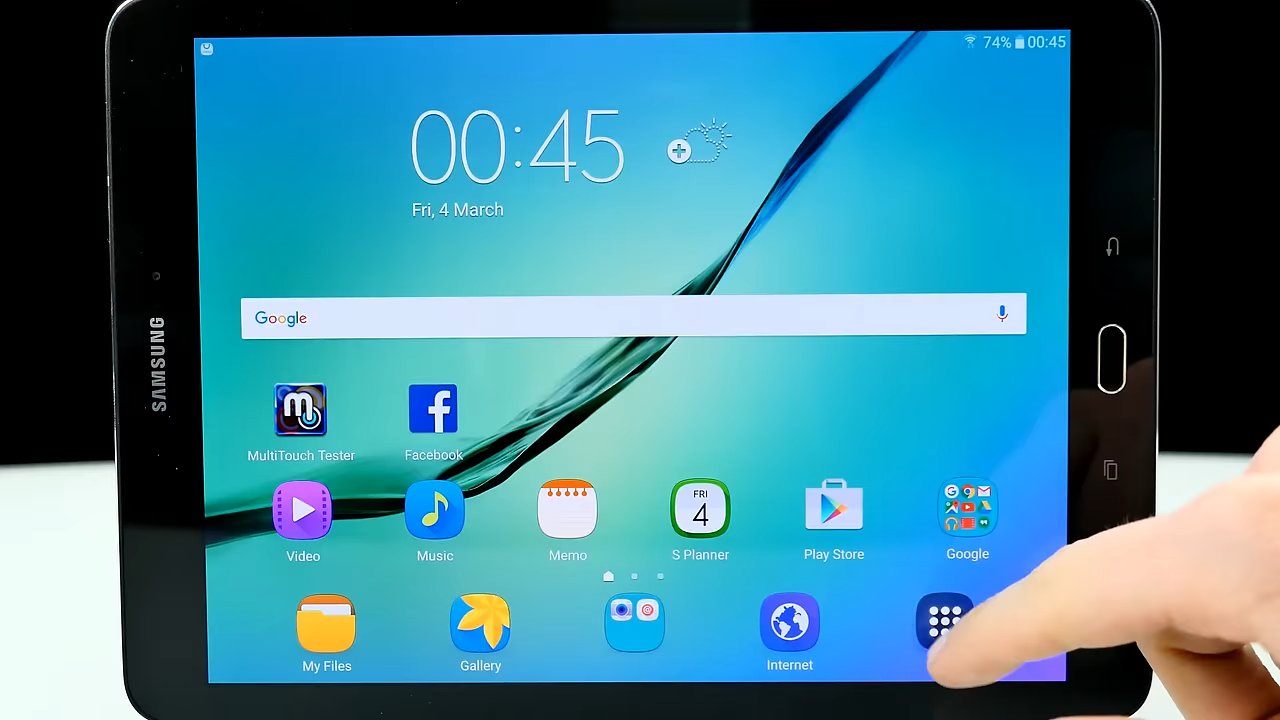 74% 00:45
00:45
Fri, 4 March
Google
SAMSUNG
m
f
MultiTouch Tester
Facebook
FRI
4
Video
Music
Memo
S Planner
Play Store
Google
My Files
Gallery
Internet